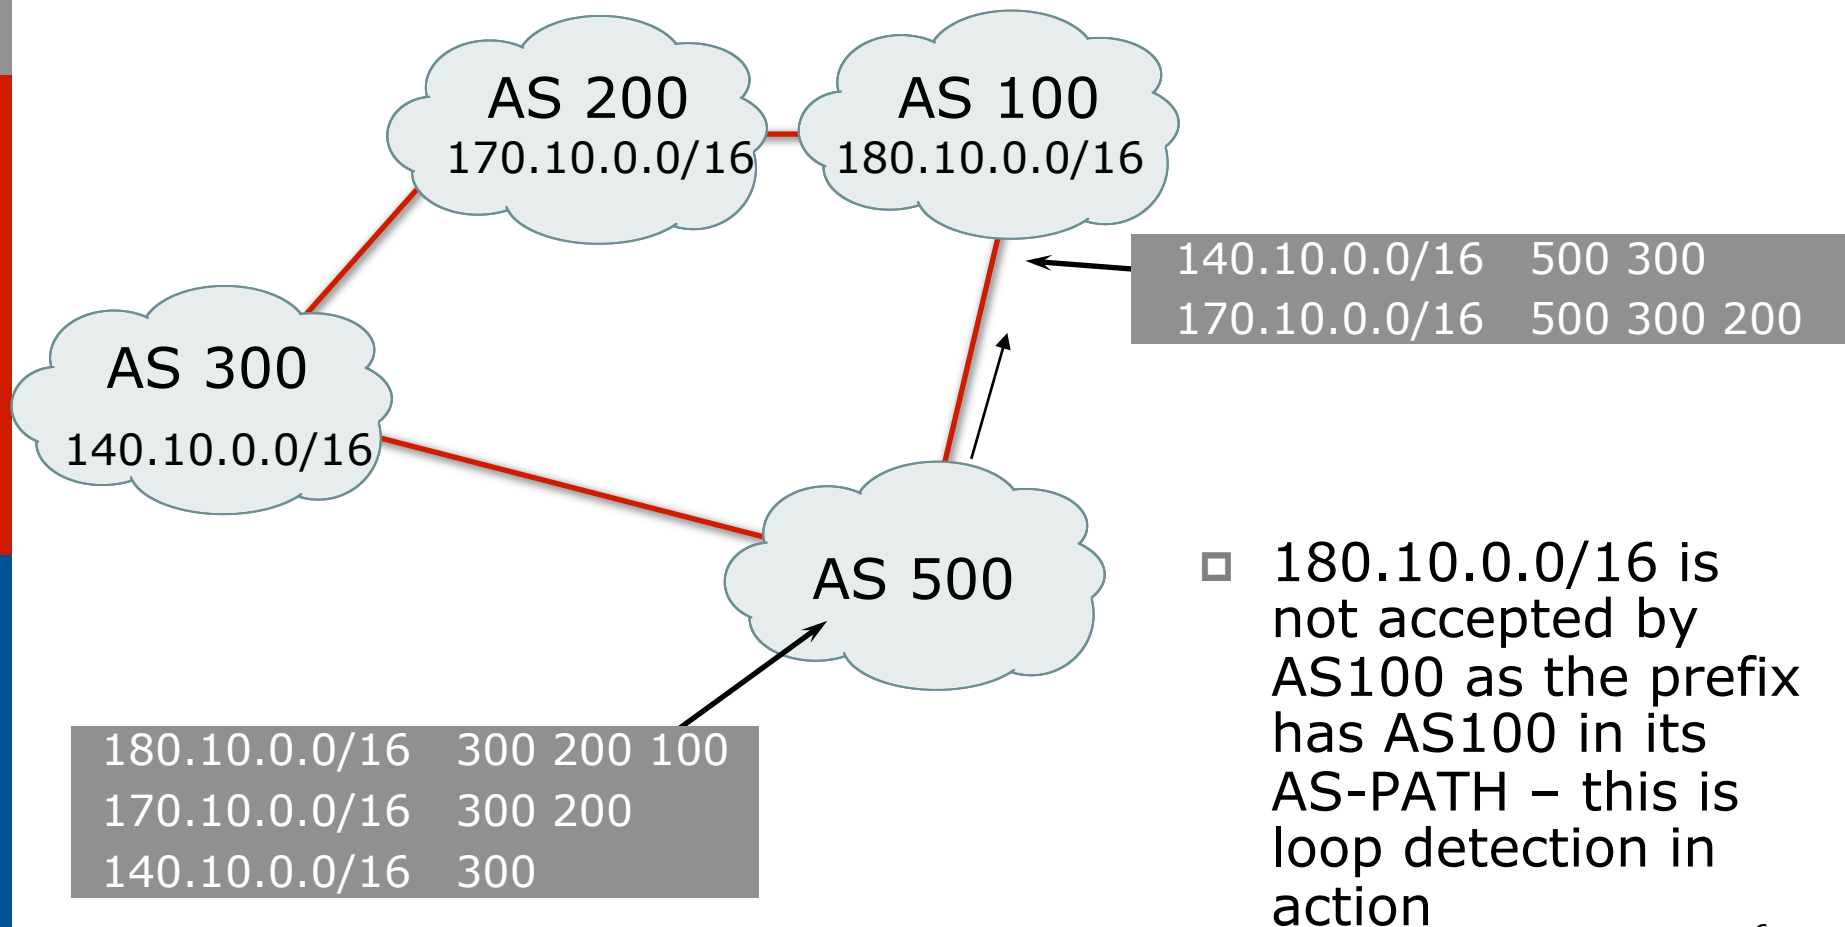 AS 200
170.10.0.0/16
AS 100
180.10.0.0/16
140.10.0.0/16 500 300
170.10.0.0/16 500 300 200
AS 300
140.10.0.0/16
AS 500
180.10.0.0/16 300 200 100
170.10.0.0/16 300 200
140.10.0.0/16 300
180.10.0.0/16 is
not accepted by
AS100 as the prefix
has AS100 in its
AS-PATH – this is
loop detection in
action